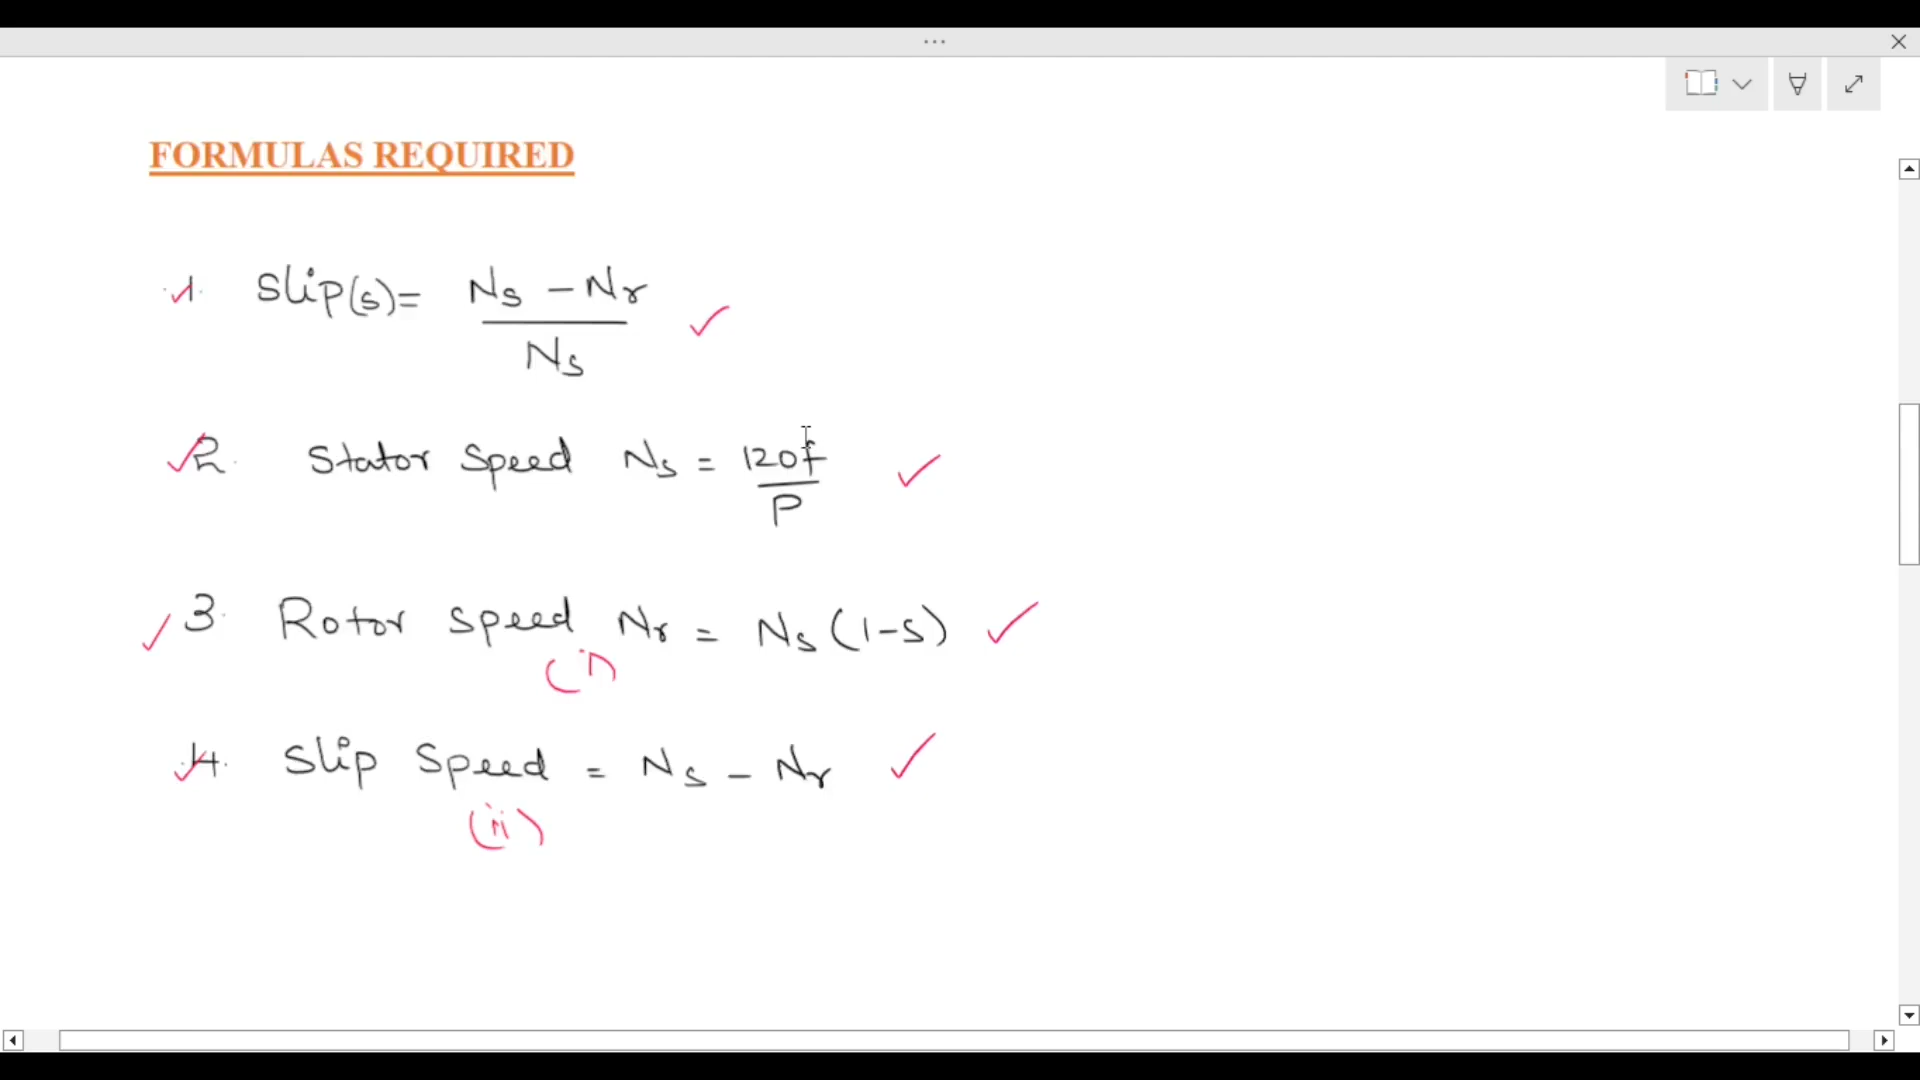 FORMULAS REQUIRED
1. Slip(s) = Ns - Nr
Ns
2. Stator Speed Ns = 120f
P
3. Rotor speed Nr = Ns (1-s)
(i)
4. Slip Speed = Ns - Nr
(ii)